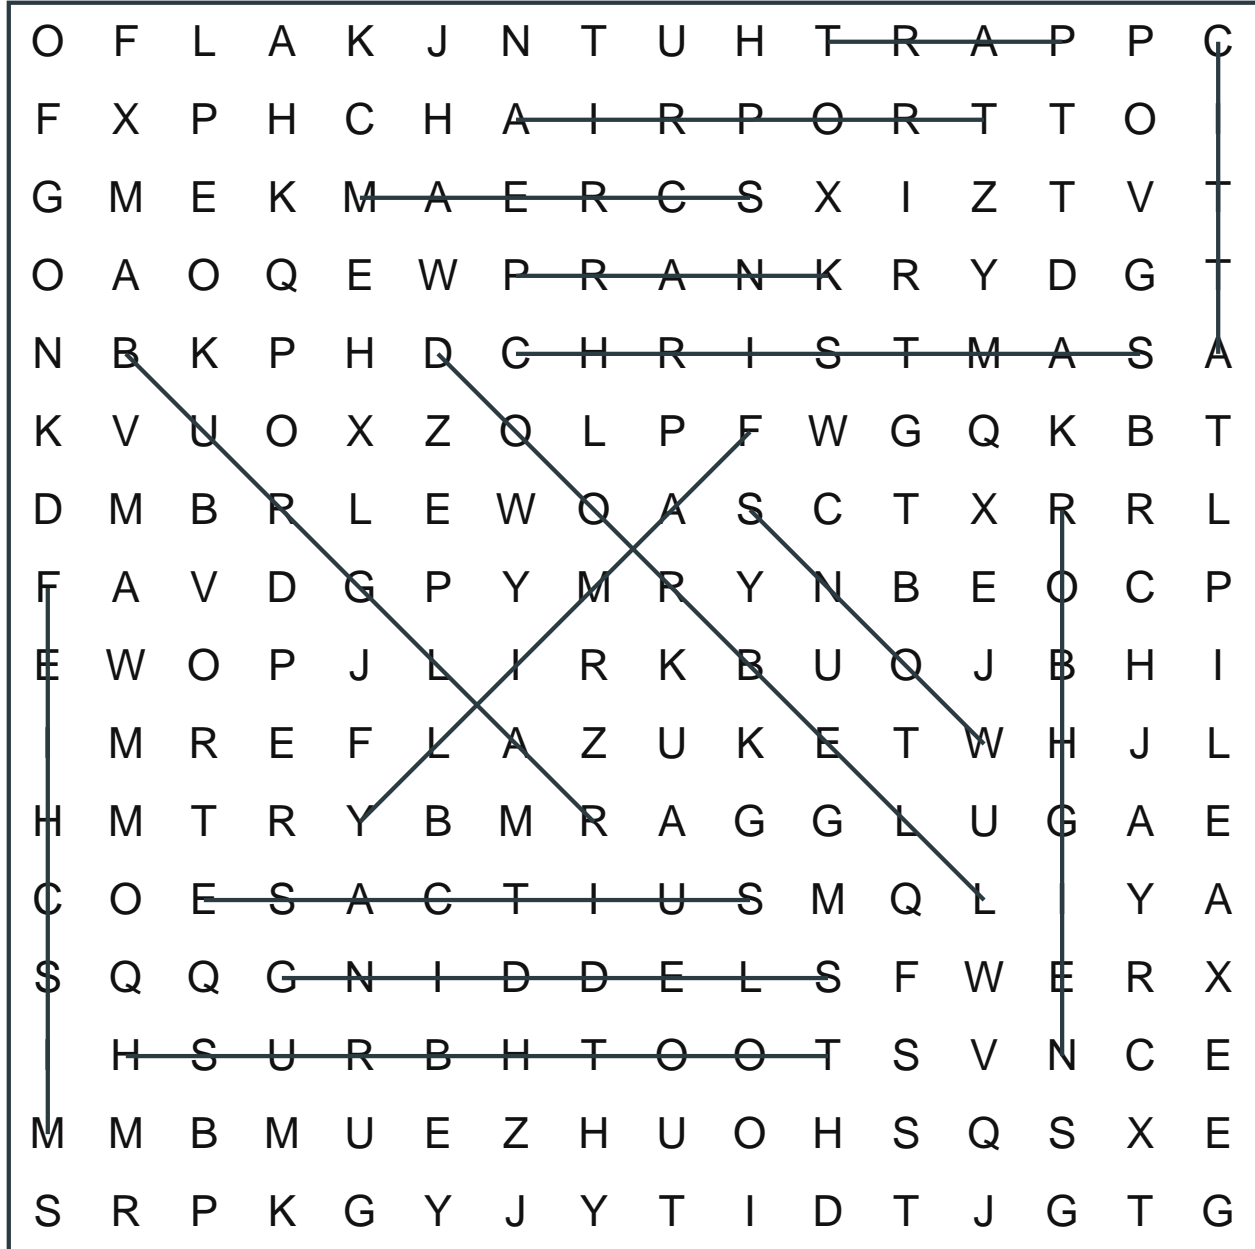 O F L A K J N T U H T R A P P C
F X P H C H A I R P O R T T O I
G M E K M A E R C S X I Z T V T
O A O Q E W P R A N K R Y D G T
N B K P H D C H R I S T M A S A
K V U O X Z O L P F W G Q K B T
D M B R L E W O A S C T X R R L
F A V D G P Y M R Y N B E O C P
E W O P J L I R K B U O J B H I
I M R E F L A Z U K E T W H J L
H M T R Y B M R A G G L U G A E
C O E S A C T I U S M Q L I Y A
S Q Q G N I D D E L S F W E R X
I H S U R B H T O O T S V N C E
M M B M U E Z H U O H S Q S X E
S R P K G Y J Y T I D T J G T G